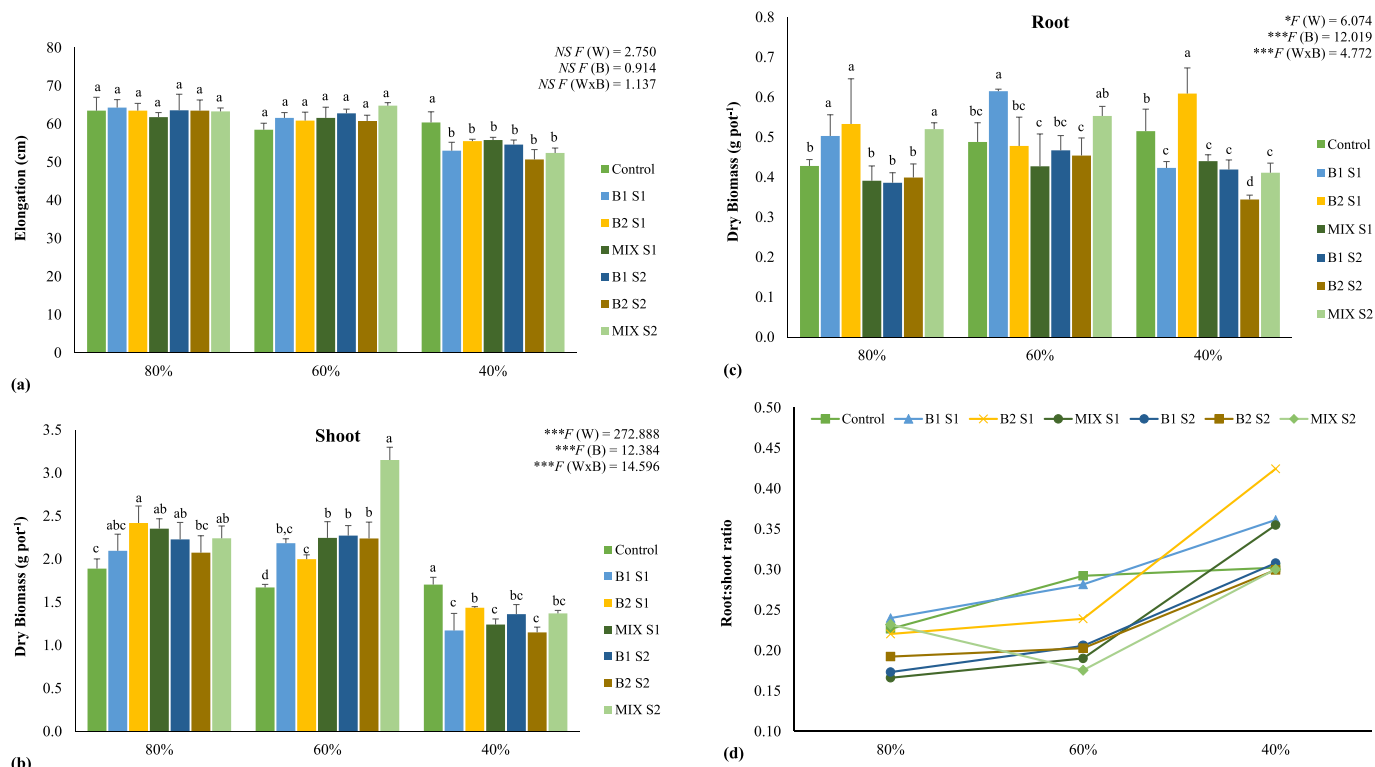 NS F (W) = 2.750
NS F (B) = 0.914
NS F (WxB) = 1.137
80
70
60
50
40
30
20
10
0
Elongation (cm)
a a a a a a a
a a a a a a a
a b b b b b b
80% 60% 40%
Control
B1 S1
B2 S1
MIX S1
B1 S2
B2 S2
MIX S2
(a)
Shoot
***F (W) = 272.888
***F (B) = 12.384
***F (WxB) = 14.596
3.5
3.0
2.5
2.0
1.5
1.0
0.5
0.0
Dry Biomass (g pot-1)
c abc a ab ab bc ab
d b,c c b b b a
a c b c bc c bc
80% 60% 40%
Control
B1 S1
B2 S1
MIX S1
B1 S2
B2 S2
MIX S2
(b)
Root
*F (W) = 6.074
***F (B) = 12.019
***F (WxB) = 4.772
0.8
0.7
0.6
0.5
0.4
0.3
0.2
0.1
0.0
Dry Biomass (g pot-1)
b a a b b b a
bc a bc c bc c ab
a c a c c d c
80% 60% 40%
Control
B1 S1
B2 S1
MIX S1
B1 S2
B2 S2
MIX S2
(c)
Control B1 S1 B2 S1 MIX S1 B1 S2 B2 S2 MIX S2
0.50
0.45
0.40
0.35
0.30
0.25
0.20
0.15
0.10
Root:shoot ratio
80% 60% 40%
(d)